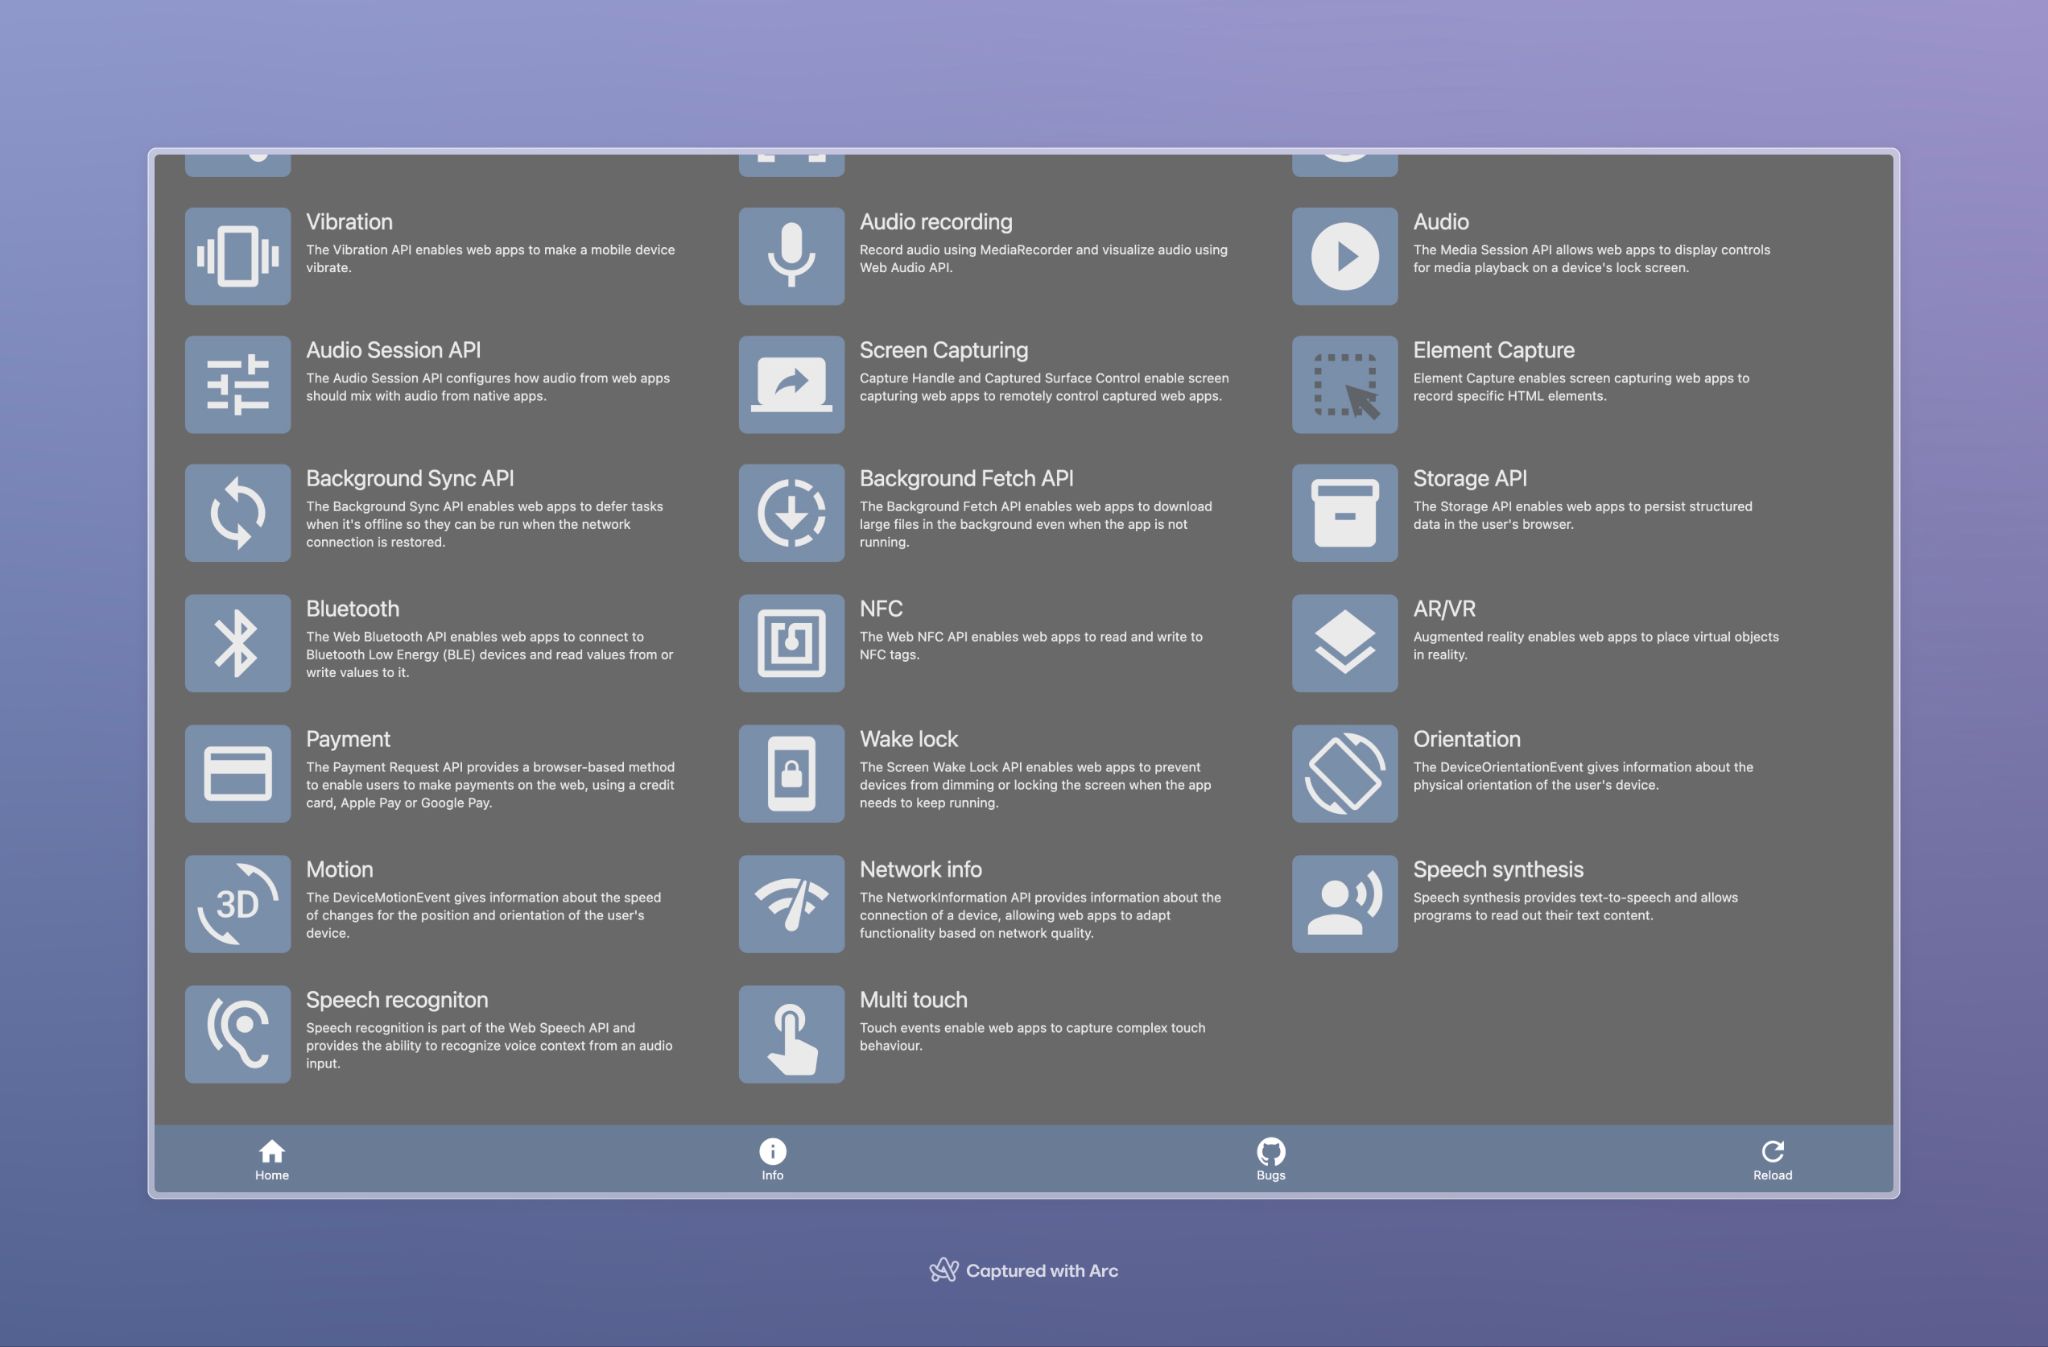 Vibration
The Vibration API enables web apps to make a mobile device
vibrate.
Audio recording
Record audio using MediaRecorder and visualize audio using
Web Audio API.
Audio
The Media Session API allows web apps to display controls
for media playback on a device's lock screen.
Audio Session API
The Audio Session API configures how audio from web apps
should mix with audio from native apps.
Screen Capturing
Capture Handle and Captured Surface Control enable screen
capturing web apps to remotely control captured web apps.
Element Capture
Element Capture enables screen capturing web apps to
record specific HTML elements.
Background Sync API
The Background Sync API enables web apps to defer tasks
when it's offline so they can be run when the network
connection is restored.
Background Fetch API
The Background Fetch API enables web apps to download
large files in the background even when the app is not
running.
Storage API
The Storage API enables web apps to persist structured
data in the user's browser.
Bluetooth
The Web Bluetooth API enables web apps to connect to
Bluetooth Low Energy (BLE) devices and read values from or
write values to it.
NFC
The Web NFC API enables web apps to read and write to
NFC tags.
AR/VR
Augmented reality enables web apps to place virtual objects
in reality.
Payment
The Payment Request API provides a browser-based method
to enable users to make payments on the web, using a credit
card, Apple Pay or Google Pay.
Wake lock
The Screen Wake Lock API enables web apps to prevent
devices from dimming or locking the screen when the app
needs to keep running.
Orientation
The DeviceOrientationEvent gives information about the
physical orientation of the user's device.
3D
Motion
The DeviceMotionEvent gives information about the speed
of changes for the position and orientation of the user's
device.
Network info
The NetworkInformation API provides information about the
connection of a device, allowing web apps to adapt
functionality based on network quality.
Speech synthesis
Speech synthesis provides text-to-speech and allows
programs to read out their text content.
Speech recogniton
Speech recognition is part of the Web Speech API and
provides the ability to recognize voice context from an audio
input.
Multi touch
Touch events enable web apps to capture complex touch
behaviour.
Home
Info
Bugs
Reload
Captured with Arc